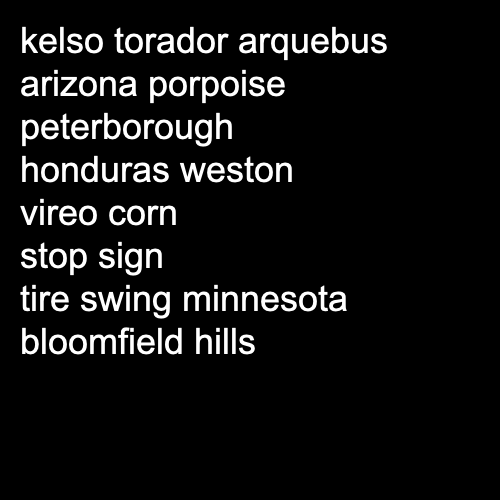 kelso torador arquebus
arizona porpoise
peterborough
honduras weston
vireo corn
stop sign
tire swing minnesota
bloomfield hills